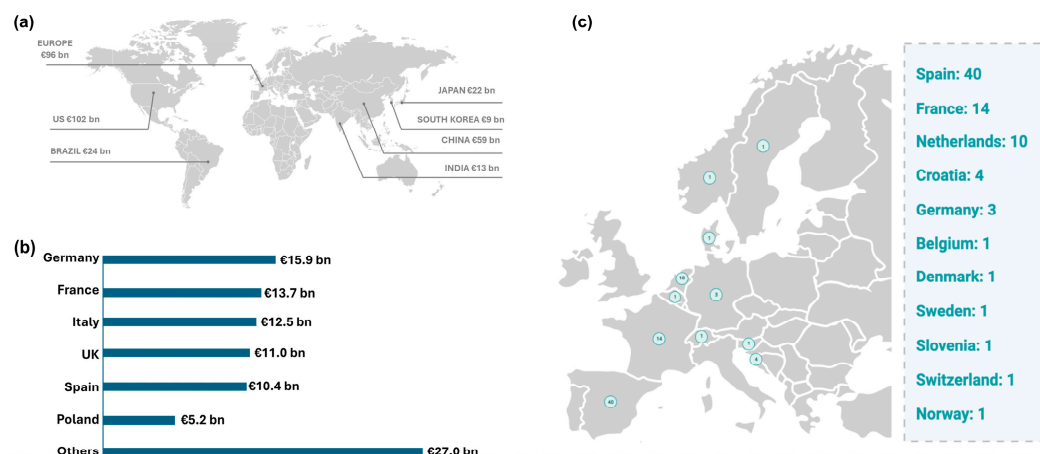 (a)
EUROPE
€96 bn
US €102 bn
BRAZIL €24 bn
JAPAN €22 bn
SOUTH KOREA €9 bn
CHINA €59 bn
INDIA €13 bn
(b)
Germany €15.9 bn
France €13.7 bn
Italy €12.5 bn
UK €11.0 bn
Spain €10.4 bn
Poland €5.2 bn
Others €27.0 bn
(c)
1
1
1
10
1
3
14
1
1
4
40
Spain: 40
France: 14
Netherlands: 10
Croatia: 4
Germany: 3
Belgium: 1
Denmark: 1
Sweden: 1
Slovenia: 1
Switzerland: 1
Norway: 1